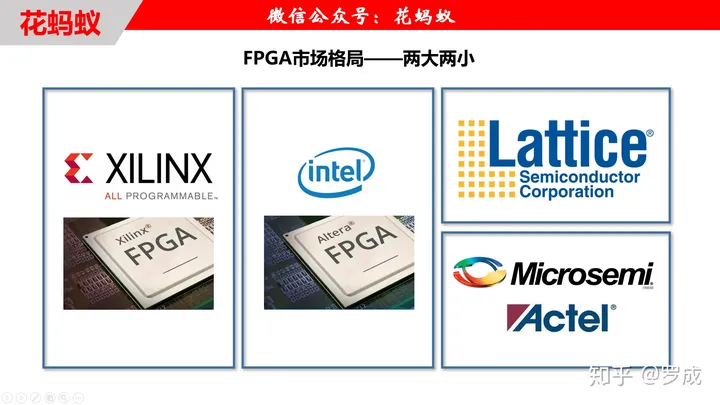 花蚂蚁
微信公众号：花蚂蚁
FPGA市场格局——两大两小
XILINX
ALL PROGRAMMABLE™
Xilinx®
FPGA
intel
Altera®
FPGA
Lattice®
Semiconductor
Corporation
Microsemi
Actel®
知乎 @罗成